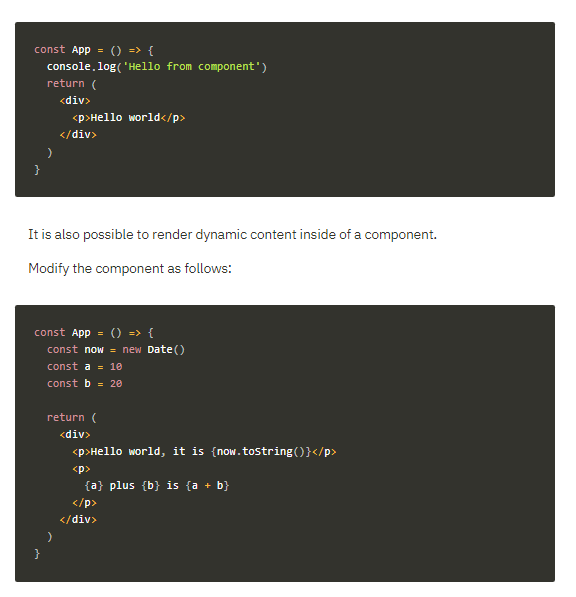 const App = () => {
  console.log('Hello from component')
  return (
    <div>
      <p>Hello world</p>
    </div>
  )
}
It is also possible to render dynamic content inside of a component.
Modify the component as follows:
const App = () => {
  const now = new Date()
  const a = 10
  const b = 20

  return (
    <div>
      <p>Hello world, it is {now.toString()}</p>
      <p>
        {a} plus {b} is {a + b}
      </p>
    </div>
  )
}